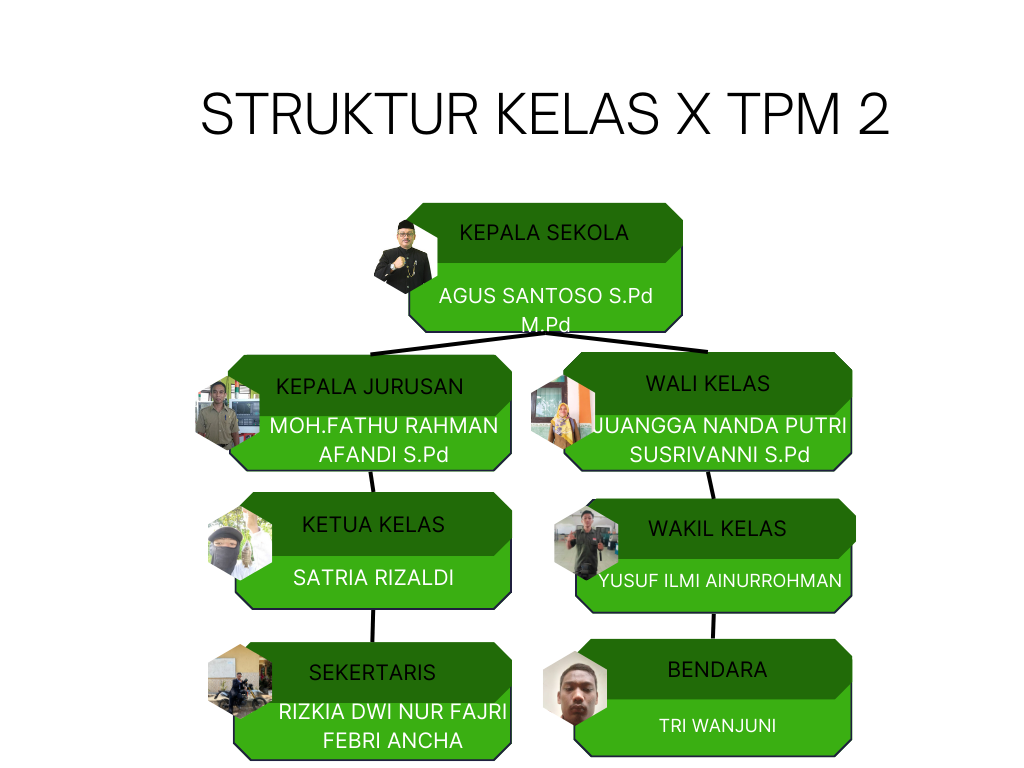 STRUKTUR KELAS X TPM 2
KEPALA SEKOLA
AGUS SANTOSO S.Pd
M.Pd
KEPALA JURUSAN
MOH.FATHU RAHMAN
AFANDI S.Pd
WALI KELAS
JUANGGA NANDA PUTRI
SUSRIVANNI S.Pd
KETUA KELAS
SATRIA RIZALDI
WAKIL KELAS
YUSUF ILMI AINURROHMAN
SEKERTARIS
RIZKIA DWI NUR FAJRI
FEBRI ANCHA
BENDARA
TRI WANJUNI